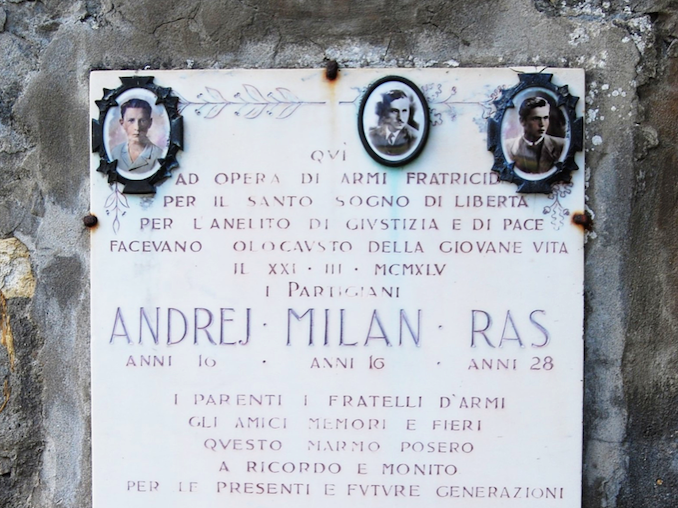 QVI
AD OPERA DI ARMI FRATRICID
PER IL SANTO SOGNO DI LIBERTA
PER L'ANELITO DI GIVSTIZIA E DI PACE
FACEVANO OLOCAVSTO DELLA GIOVANE VITA
IL XXI · III · MCMXLV
I PARTIGIANI
ANDREJ · MILAN · RAS
ANNI 16 · ANNI 16 · ANNI 28
I PARENTI I FRATELLI D'ARMI
GLI AMICI MEMORI E FIERI
QVESTO MARMO POSERO
A RICORDO E MONITO
PER LE PRESENTI E FVTVRE GENERAZIONI